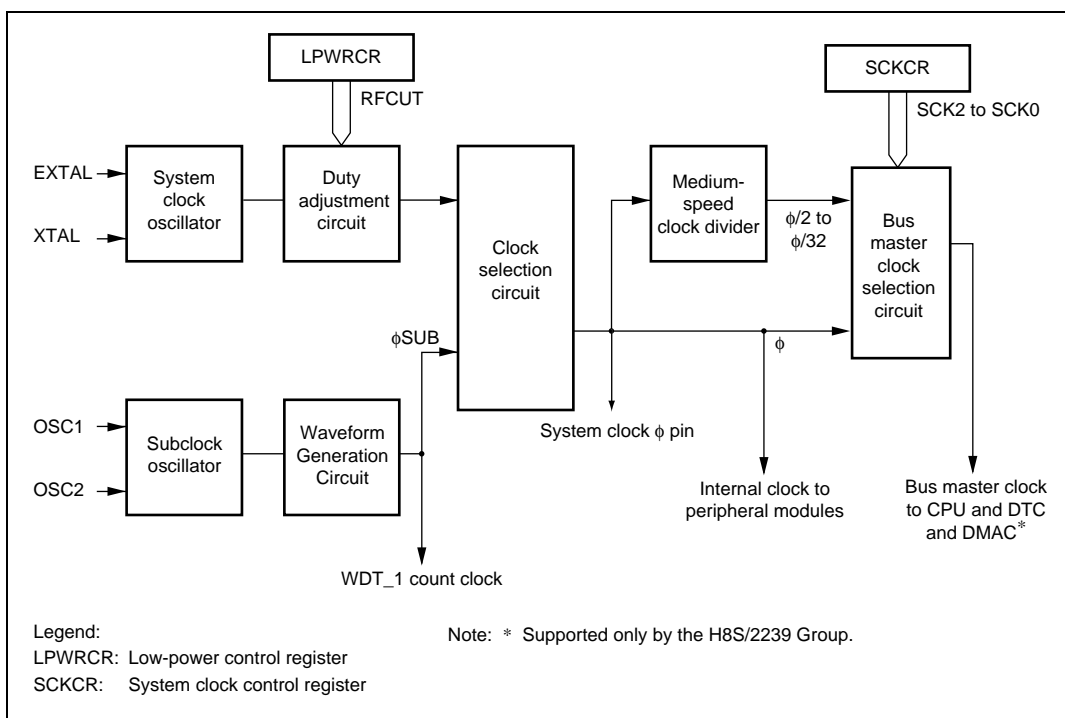 LPWRCR
RFCUT
SCKCR
SCK2 to SCK0
EXTAL
XTAL
System
clock
oscillator
Duty
adjustment
circuit
Clock
selection
circuit
Medium-
speed
clock divider
ϕ/2 to
ϕ/32
Bus
master
clock
selection
circuit
ϕSUB
ϕ
OSC1
OSC2
Subclock
oscillator
Waveform
Generation
Circuit
System clock ϕ pin
Internal clock to
peripheral modules
Bus master clock
to CPU and DTC
and DMAC*
WDT_1 count clock
Legend:
LPWRCR: Low-power control register
SCKCR: System clock control register
Note: * Supported only by the H8S/2239 Group.